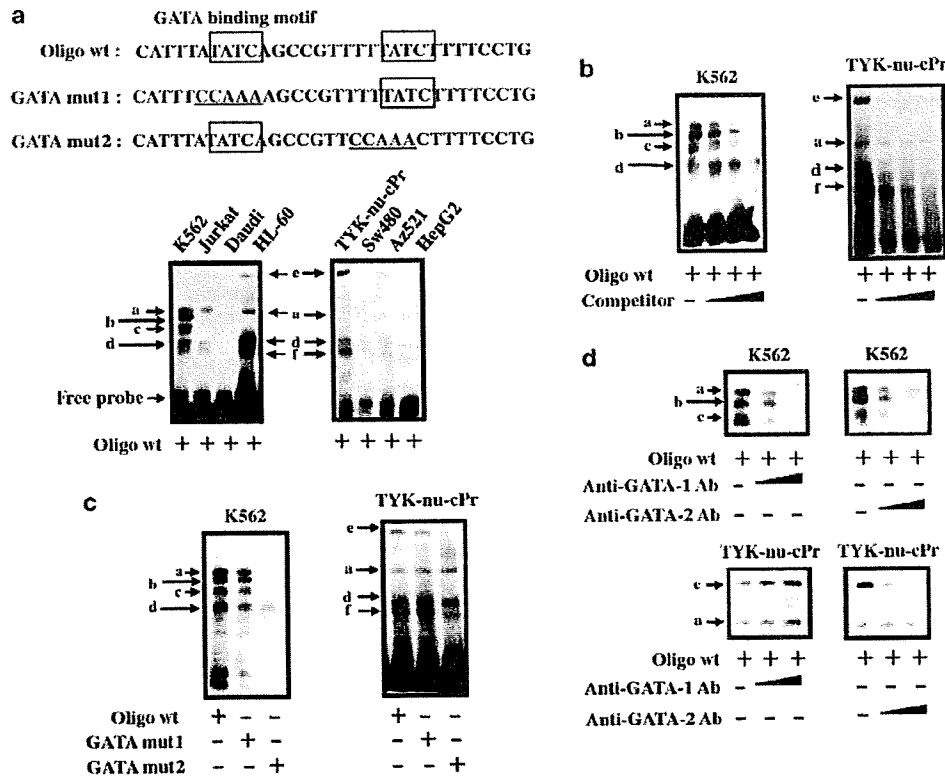 a
GATA binding motif
Oligo wt : CATTTATATCAGCCGTTTTTATCTTTTCCTG
GATA mut1 : CATTTCCAAAAGCCGTTTTTATCTTTTCCTG
GATA mut2 : CATTTATATCAGCCGTTCCAAACTTTTCCTG
K562 Jurkat Daudi HL-60
TYK-nu-cPr Sw480 Az521 HepG2
a
b
c
d
e
a
d
f
Free probe
Oligo wt + + + +
+ + + +
b
K562
TYK-nu-cPr
a
b
c
d
e
a
d
f
Oligo wt + + + +
+ + + +
Competitor –
–
c
K562
TYK-nu-cPr
a
b
c
d
e
a
d
f
Oligo wt + – –
+ – –
GATA mut1 – + –
– + –
GATA mut2 – – +
– – +
d
K562
K562
a
b
c
Oligo wt + + +
+ + +
Anti-GATA-1 Ab –
Anti-GATA-2 Ab –
TYK-nu-cPr TYK-nu-cPr
e
a
Oligo wt + + +
+ + +
Anti-GATA-1 Ab –
Anti-GATA-2 Ab –